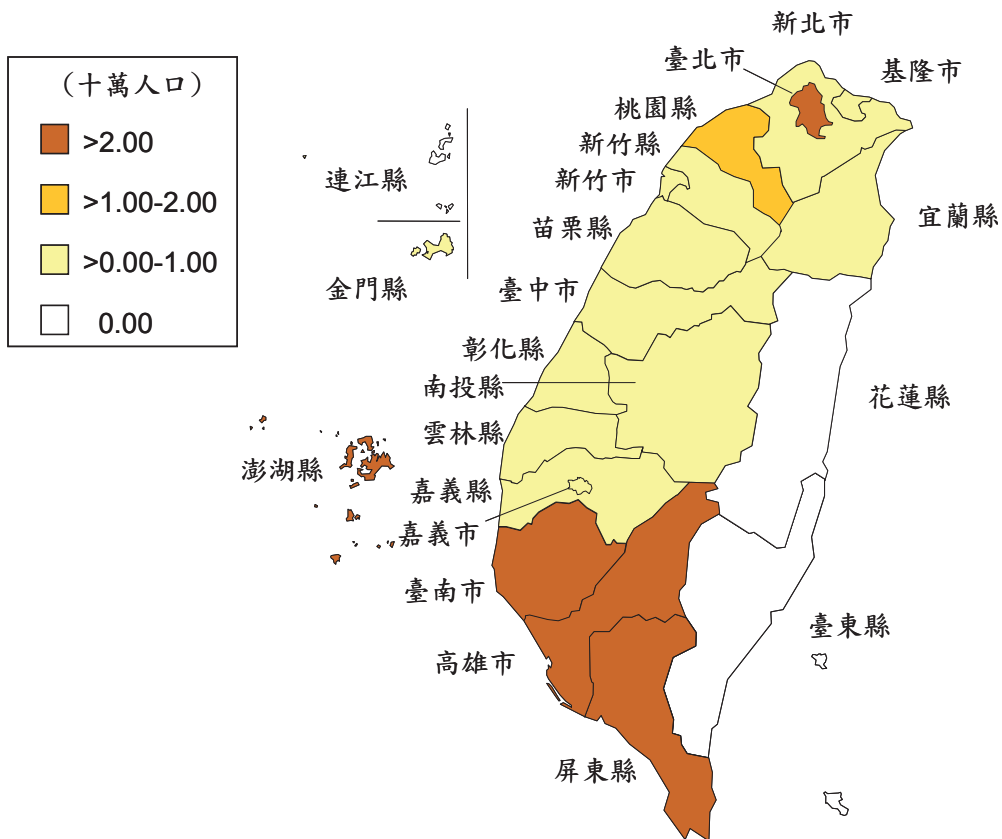 （十萬人口）
>2.00
>1.00-2.00
>0.00-1.00
0.00
新北市
臺北市
基隆市
桃園縣
新竹縣
新竹市
連江縣
苗栗縣
宜蘭縣
金門縣
臺中市
彰化縣
南投縣
花蓮縣
雲林縣
澎湖縣
嘉義縣
嘉義市
臺南市
臺東縣
高雄市
屏東縣